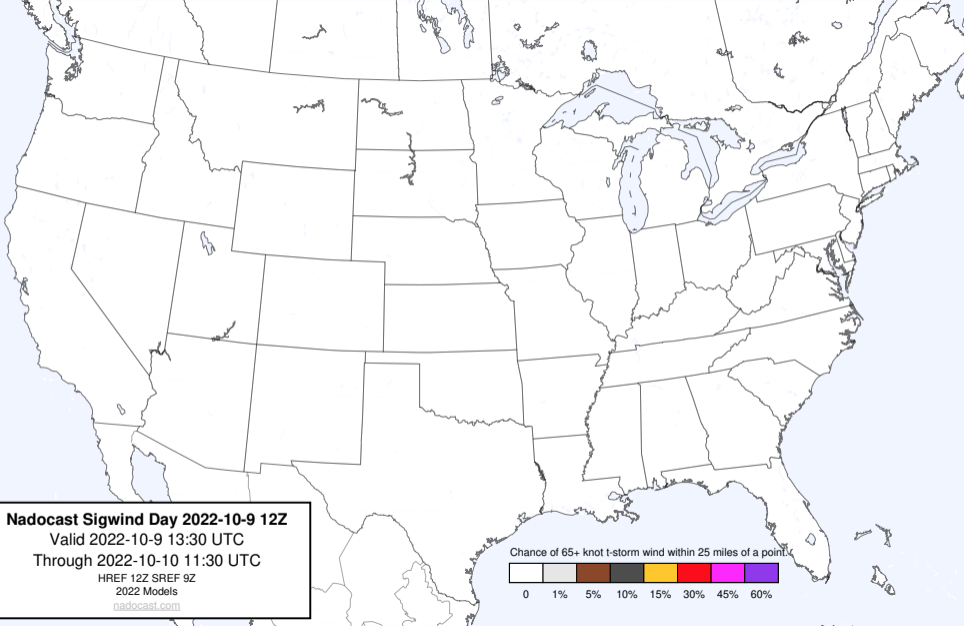 Nadocast Sigwind Day 2022-10-9 12Z
Valid 2022-10-9 13:30 UTC
Through 2022-10-10 11:30 UTC
HREF 12Z SREF 9Z
2022 Models
nadocast.com
Chance of 65+ knot t-storm wind within 25 miles of a point.
0 1% 5% 10% 15% 30% 45% 60%